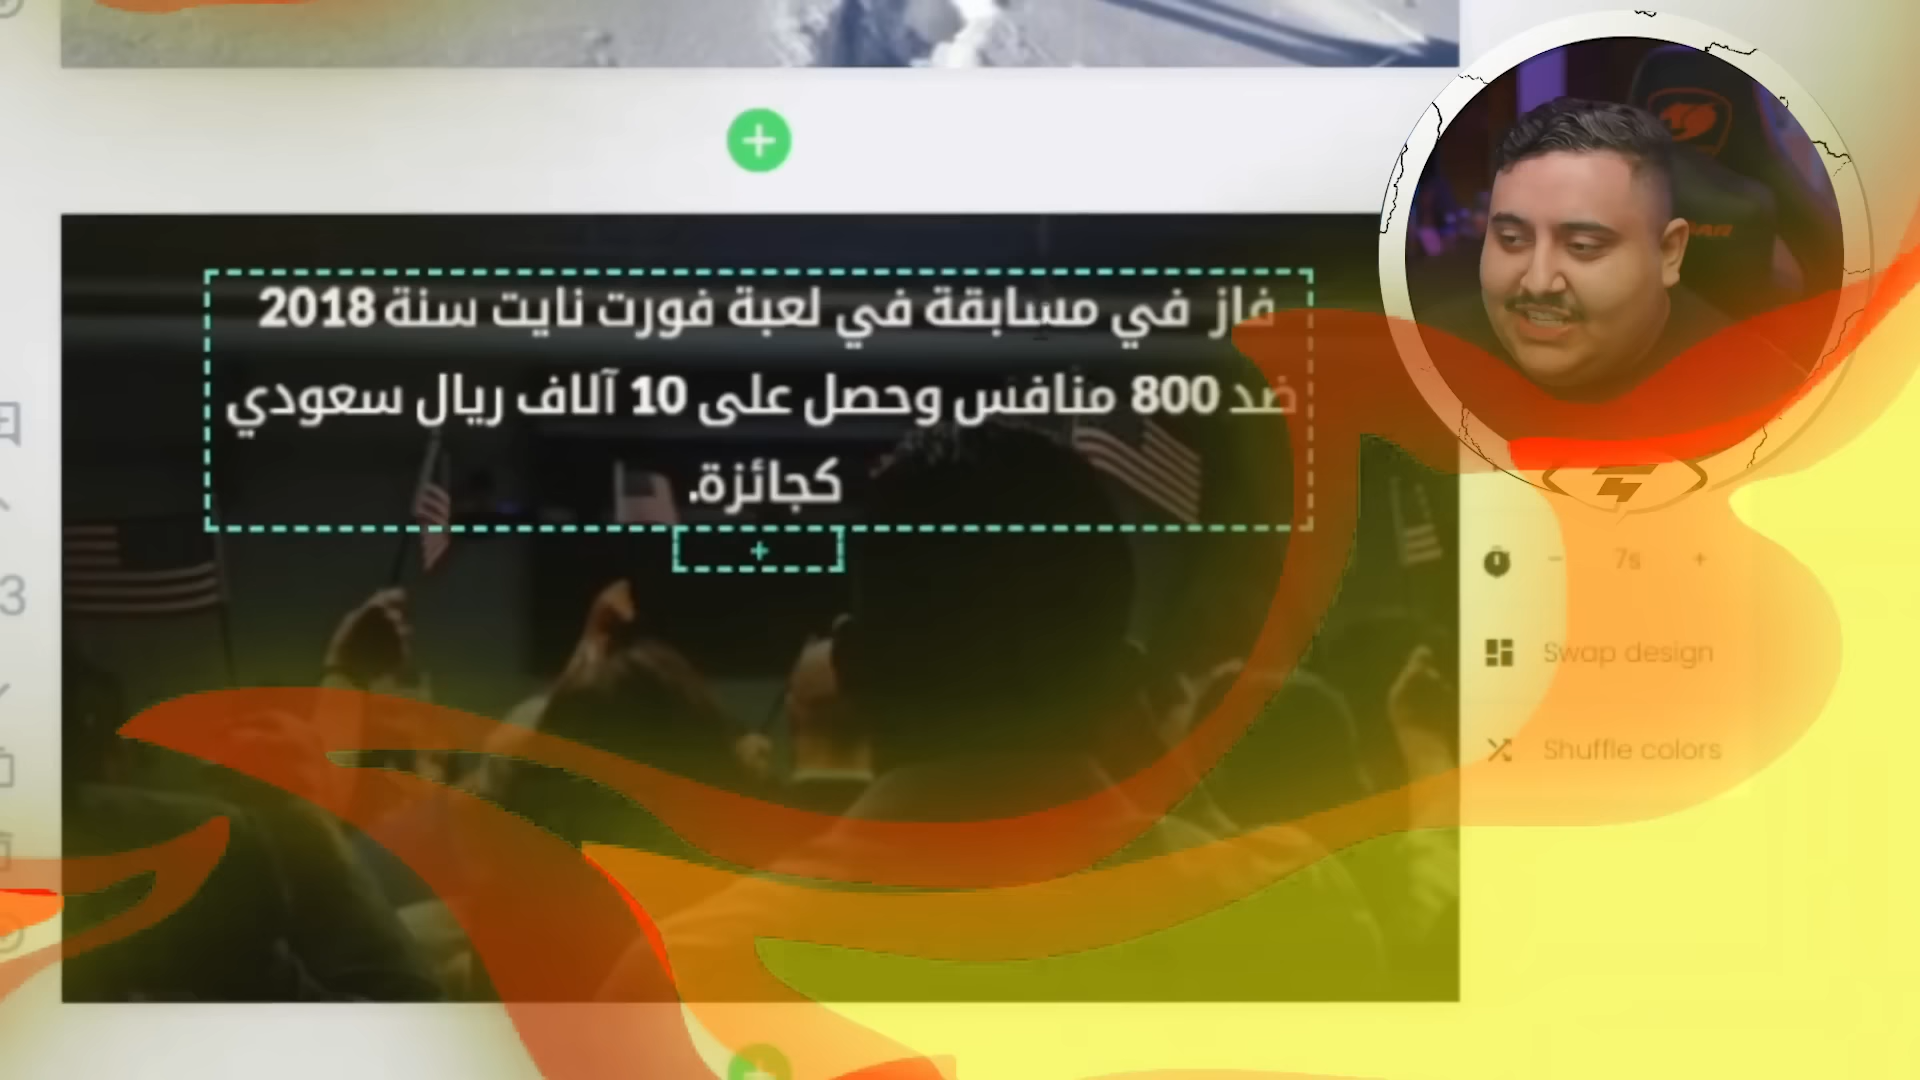 فاز في مسابقة في لعبة فورت نايت سنة 2018
ضد 800 منافس وحصل على 10 آلاف ريال سعودي
كجائزة.
3
− 7s +
Swap design
Shuffle colors